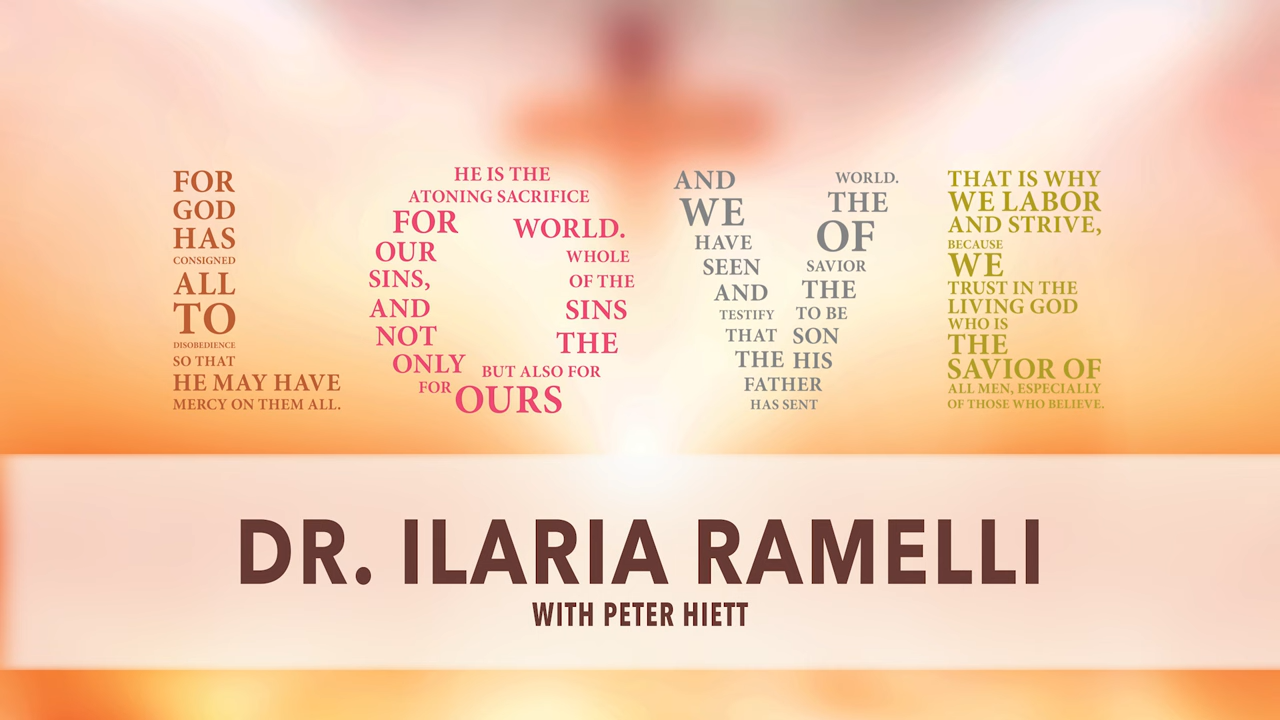 FOR
GOD
HAS
CONSIGNED
ALL
TO
DISOBEDIENCE
SO THAT
HE MAY HAVE
MERCY ON THEM ALL.
HE IS THE
ATONING SACRIFICE
FOR
OUR
SINS,
AND
NOT
ONLY
FOR
OURS
BUT ALSO FOR
THE
SINS
OF THE
WHOLE
WORLD.
AND
WE
HAVE
SEEN
AND
TESTIFY
THAT
THE
FATHER
HAS SENT
HIS
SON
TO BE
THE
SAVIOR
OF
THE
WORLD.
THAT IS WHY
WE LABOR
AND STRIVE,
BECAUSE
WE
TRUST IN THE
LIVING GOD
WHO IS
THE
SAVIOR OF
ALL MEN, ESPECIALLY
OF THOSE WHO BELIEVE.
DR. ILARIA RAMELLI
WITH PETER HIETT